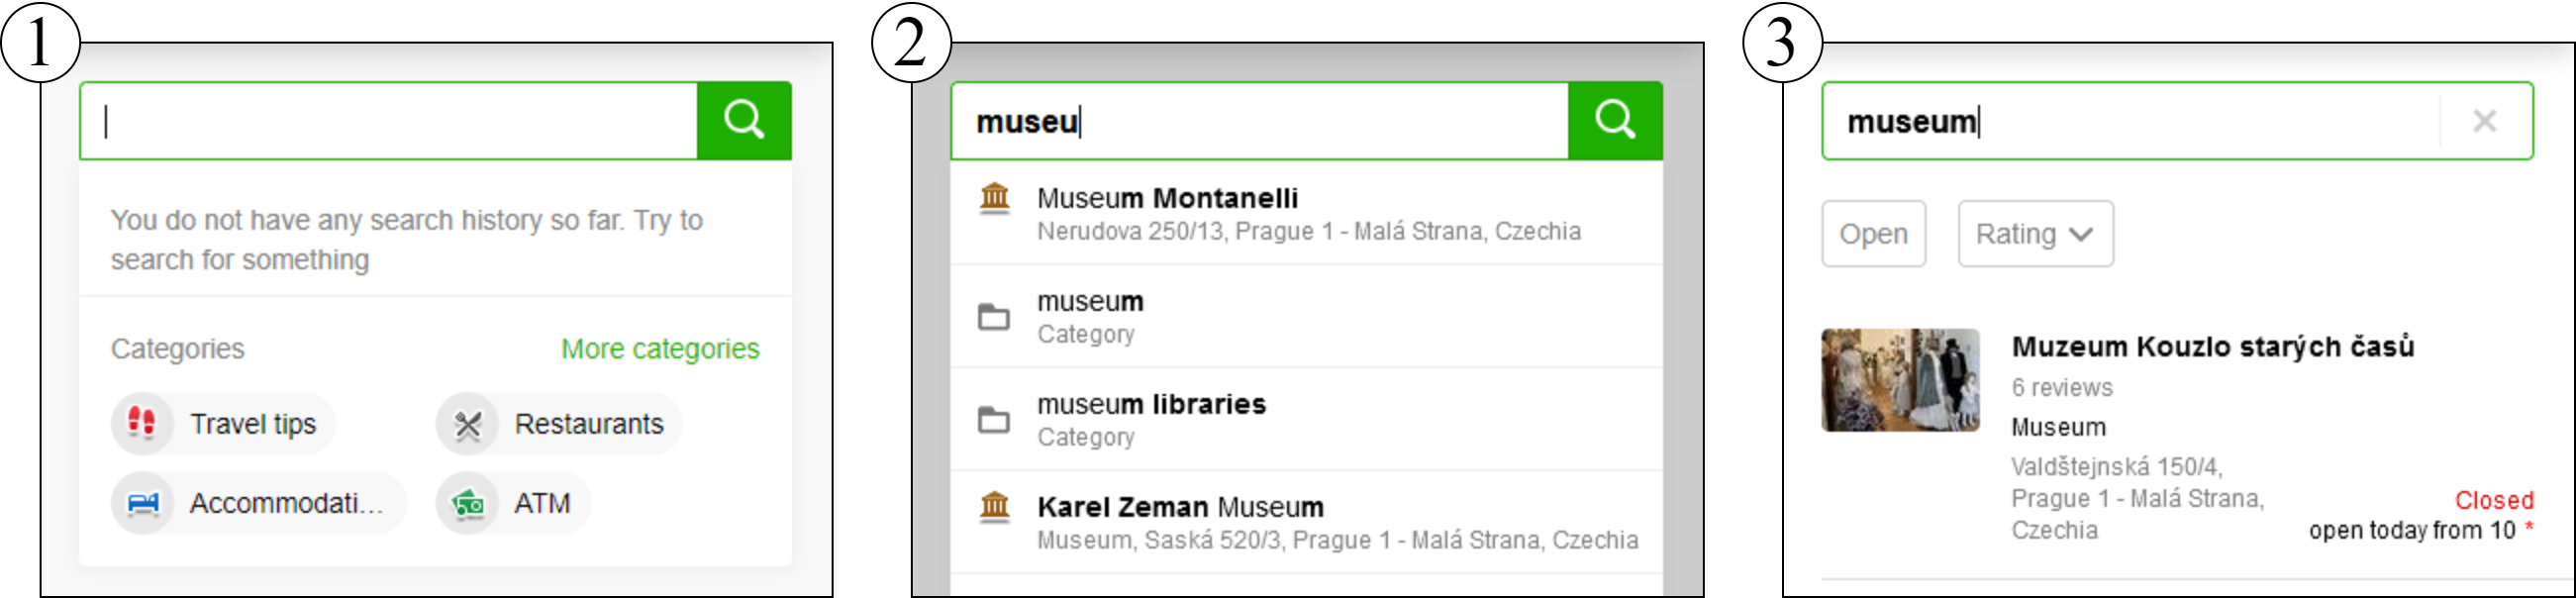 1
You do not have any search history so far. Try to
search for something
Categories
More categories
Travel tips
Restaurants
Accommodati...
ATM
2
museu
Museum Montanelli
Nerudova 250/13, Prague 1 - Malá Strana, Czechia
museum
Category
museum libraries
Category
Karel Zeman Museum
Museum, Saská 520/3, Prague 1 - Malá Strana, Czechia
3
museum
Open
Rating
Muzeum Kouzlo starých časů
6 reviews
Museum
Valdštejnská 150/4,
Prague 1 - Malá Strana,
Czechia
Closed
open today from 10 *